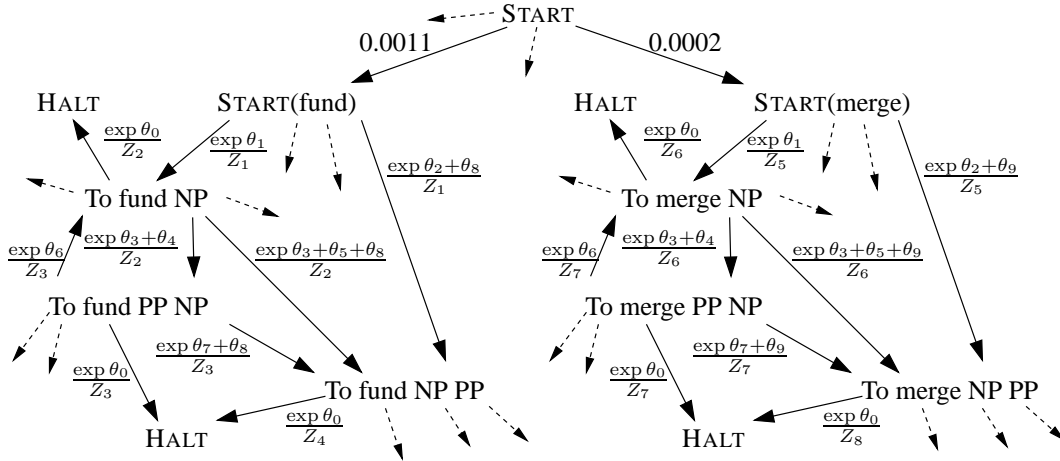 START
0.0011 0.0002
HALT START(fund) HALT START(merge)
exp θ0 / Z2 exp θ1 / Z1 exp θ0 / Z6 exp θ1 / Z5
exp θ2+θ8 / Z1 exp θ2+θ9 / Z5
To fund NP To merge NP
exp θ6 / Z3 exp θ3+θ4 / Z2 exp θ3+θ5+θ8 / Z2 exp θ6 / Z7 exp θ3+θ4 / Z6 exp θ3+θ5+θ9 / Z6
To fund PP NP To merge PP NP
exp θ7+θ8 / Z3 exp θ7+θ9 / Z7
exp θ0 / Z3 To fund NP PP exp θ0 / Z7 To merge NP PP
exp θ0 / Z4 exp θ0 / Z8
HALT HALT